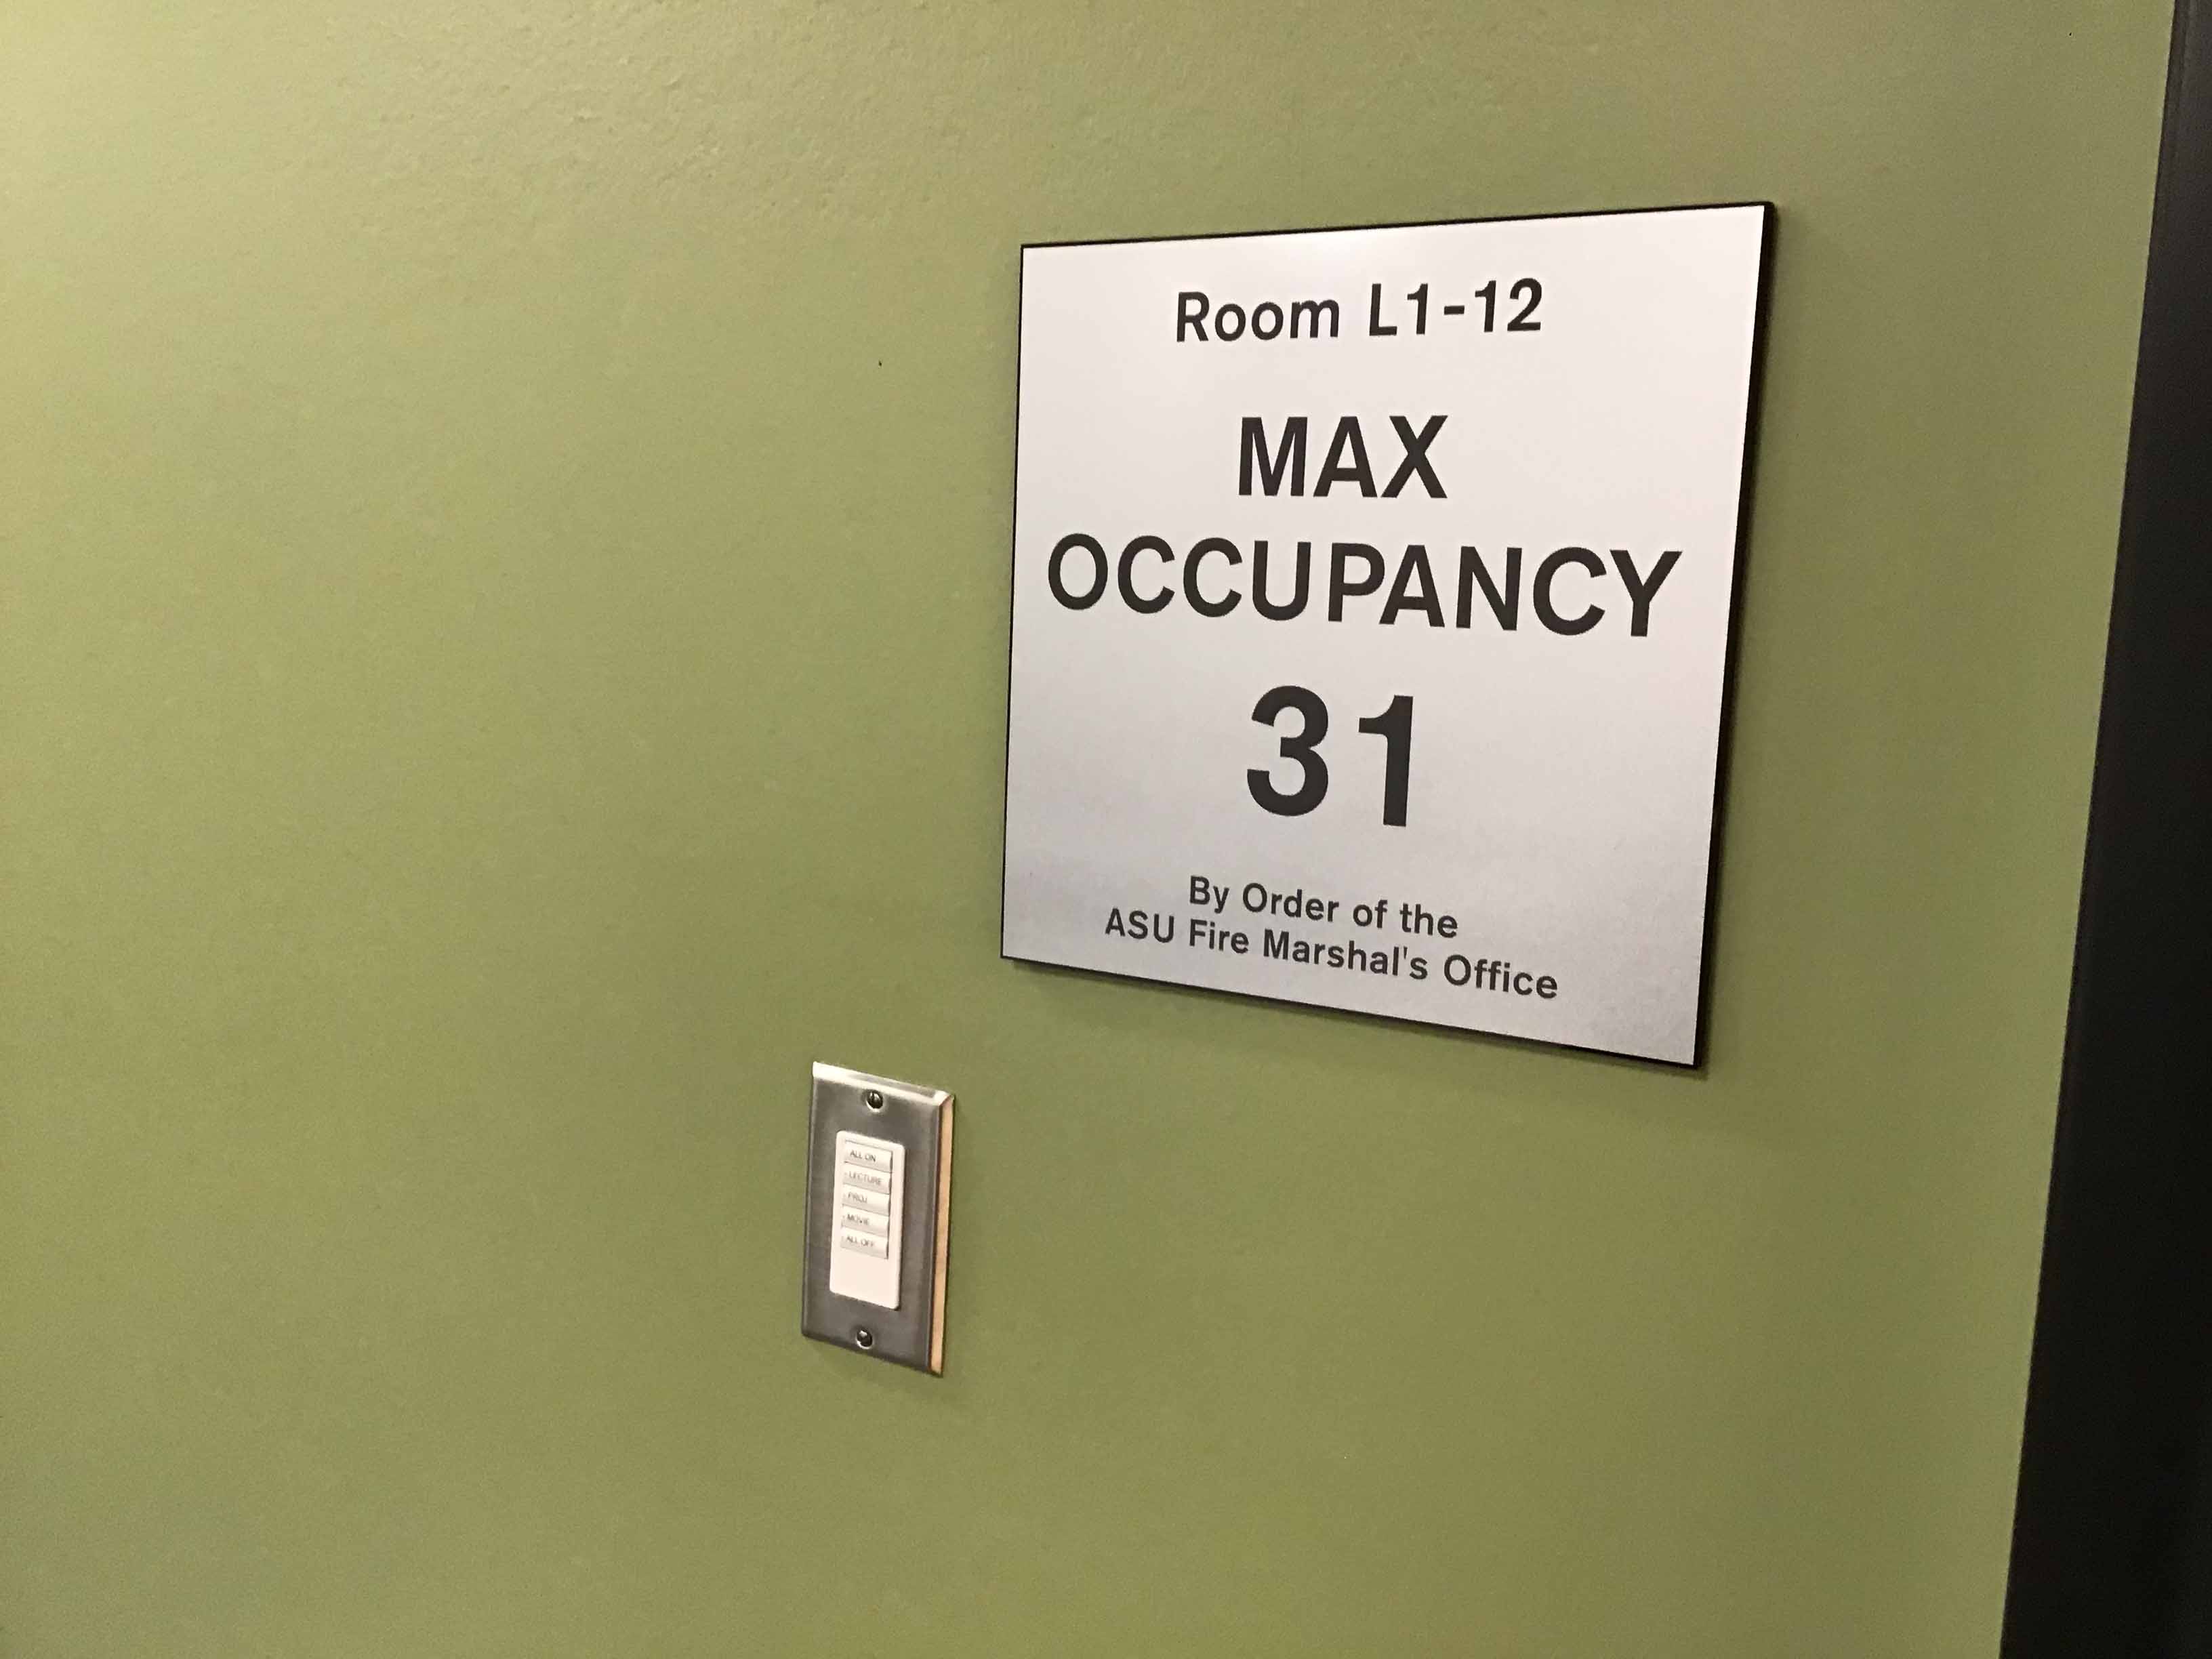 Room L1-12
MAX
OCCUPANCY
31
By Order of the
ASU Fire Marshal's Office
ALL ON
LECTURE
PROJ
MOVIE
ALL OFF